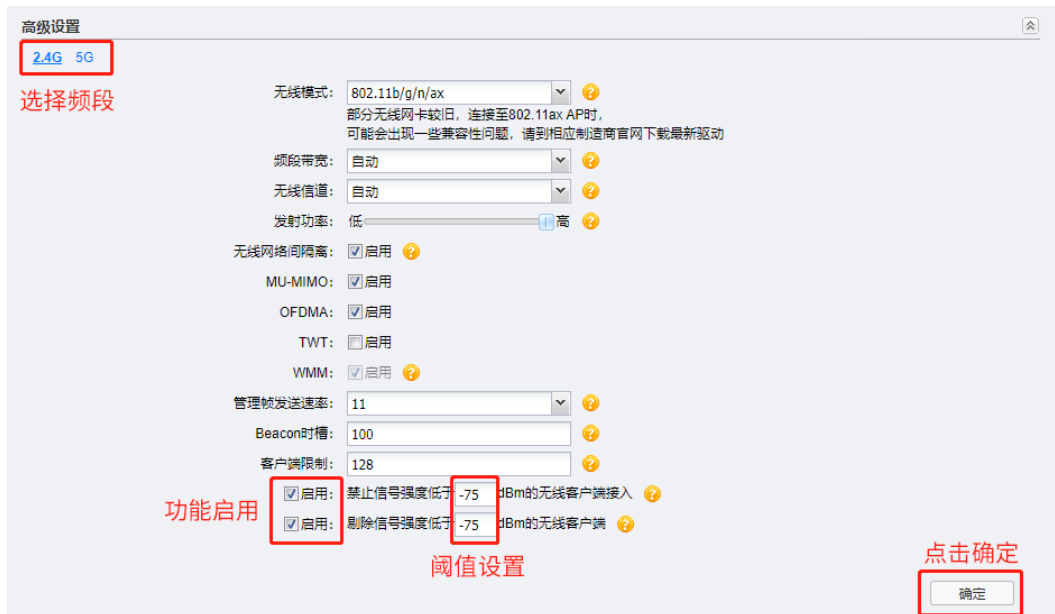 高级设置
2.4G 5G
选择频段
无线模式： 802.11b/g/n/ax
部分无线网卡较旧，连接至802.11ax AP时，
可能会出现一些兼容性问题，请到相应制造商官网下载最新驱动
频段带宽： 自动
无线信道： 自动
发射功率： 低 高
无线网络间隔离： 启用
MU-MIMO： 启用
OFDMA： 启用
TWT： 启用
WMM： 启用
管理帧发送速率： 11
Beacon时槽： 100
客户端限制： 128
功能启用
启用： 禁止信号强度低于 -75 dBm的无线客户端接入
启用： 剔除信号强度低于 -75 dBm的无线客户端
阈值设置
点击确定
确定